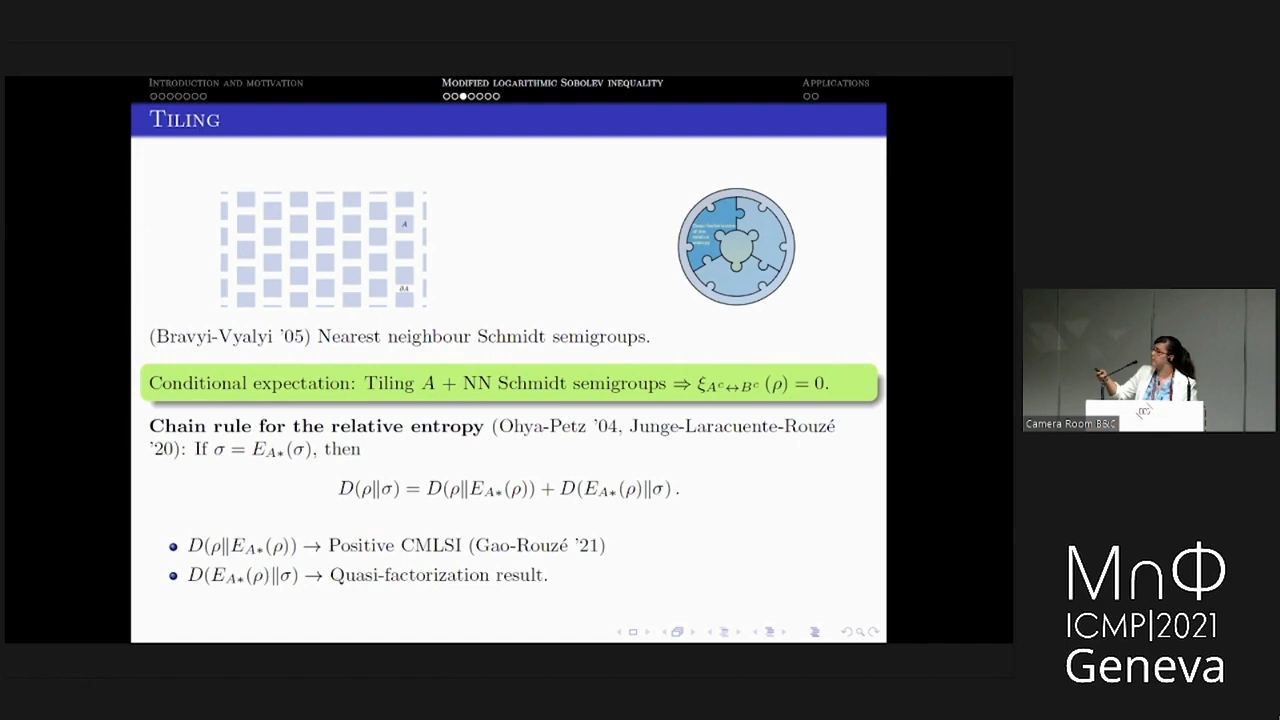 Introduction and motivation
Modified logarithmic Sobolev inequality
Applications
Tiling
A
∂A
(Bravyi-Vyalyi '05) Nearest neighbour Schmidt semigroups.
Conditional expectation: Tiling A + NN Schmidt semigroups ⇒ ξ_{A^c↔B^c}(ρ) = 0.
Chain rule for the relative entropy (Ohya-Petz '04, Junge-Laracuente-Rouzé
'20): If σ = E_{A*}(σ), then
D(ρ‖σ) = D(ρ‖E_{A*}(ρ)) + D(E_{A*}(ρ)‖σ).
D(ρ‖E_{A*}(ρ)) → Positive CMLSI (Gao-Rouzé '21)
D(E_{A*}(ρ)‖σ) → Quasi-factorization result.
Camera Room B&C
M∩Φ
ICMP|2021
Geneva